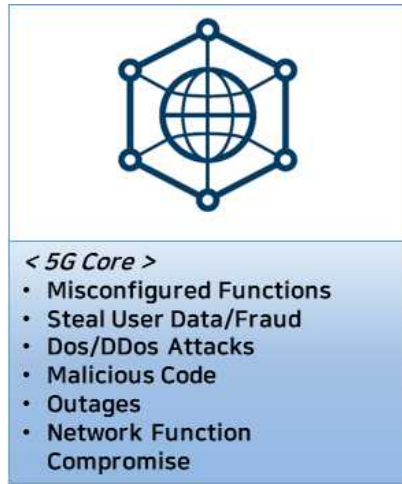 < 5G Core >
• Misconfigured Functions
• Steal User Data/Fraud
• Dos/DDos Attacks
• Malicious Code
• Outages
• Network Function
Compromise